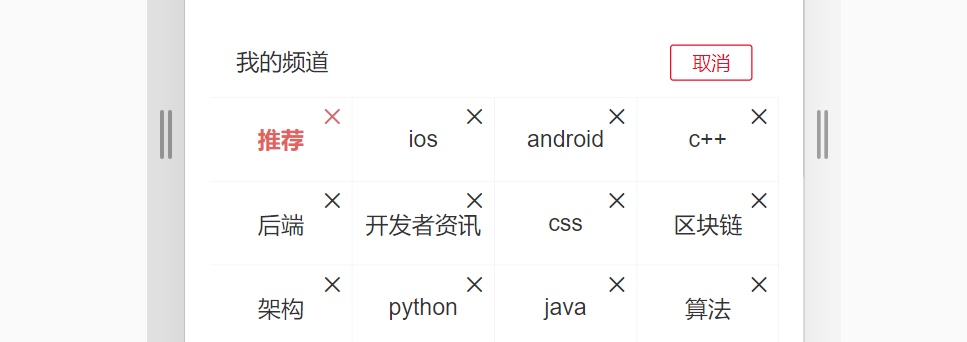 我的频道 取消
推荐 ios android c++
后端 开发者资讯 css 区块链
架构 python java 算法